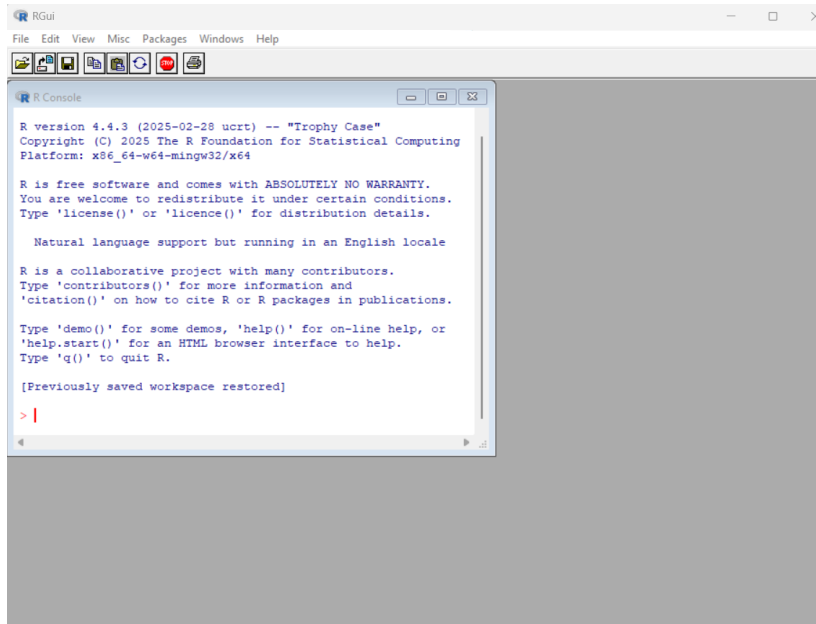 RGui
File Edit View Misc Packages Windows Help
STOP
R Console
R version 4.4.3 (2025-02-28 ucrt) -- "Trophy Case"
Copyright (C) 2025 The R Foundation for Statistical Computing
Platform: x86_64-w64-mingw32/x64
R is free software and comes with ABSOLUTELY NO WARRANTY.
You are welcome to redistribute it under certain conditions.
Type 'license()' or 'licence()' for distribution details.
Natural language support but running in an English locale
R is a collaborative project with many contributors.
Type 'contributors()' for more information and
'citation()' on how to cite R or R packages in publications.
Type 'demo()' for some demos, 'help()' for on-line help, or
'help.start()' for an HTML browser interface to help.
Type 'q()' to quit R.
[Previously saved workspace restored]
>